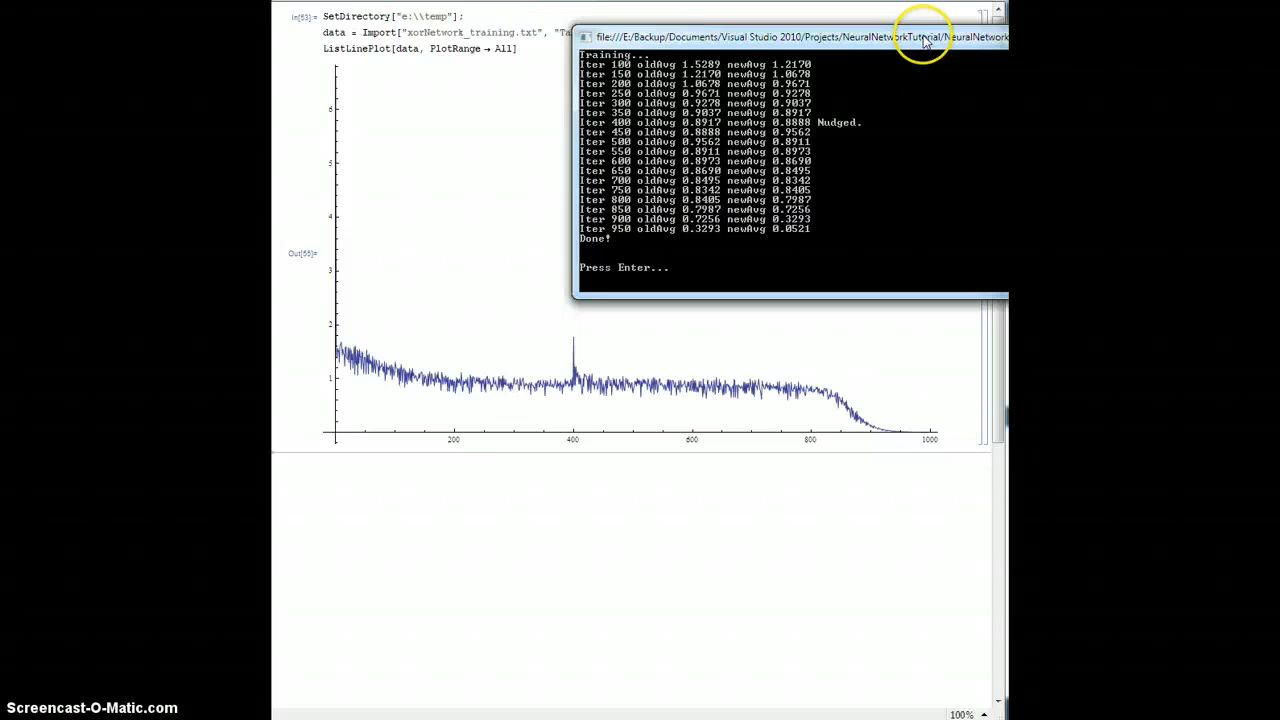 In[53]:= SetDirectory["e:\\temp"];
data = Import["xorNetwork_training.txt", "Ta
ListLinePlot[data, PlotRange → All]
file:///E:/Backup/Documents/Visual Studio 2010/Projects/NeuralNetworkTutorial/NeuralNetwork
Training...
Iter 100 oldAvg 1.5289 newAvg 1.2170
Iter 150 oldAvg 1.2170 newAvg 1.0678
Iter 200 oldAvg 1.0678 newAvg 0.9671
Iter 250 oldAvg 0.9671 newAvg 0.9278
Iter 300 oldAvg 0.9278 newAvg 0.9037
Iter 350 oldAvg 0.9037 newAvg 0.8917
Iter 400 oldAvg 0.8917 newAvg 0.8888 Nudged.
Iter 450 oldAvg 0.8888 newAvg 0.9562
Iter 500 oldAvg 0.9562 newAvg 0.8911
Iter 550 oldAvg 0.8911 newAvg 0.8973
Iter 600 oldAvg 0.8973 newAvg 0.8690
Iter 650 oldAvg 0.8690 newAvg 0.8495
Iter 700 oldAvg 0.8495 newAvg 0.8342
Iter 750 oldAvg 0.8342 newAvg 0.8405
Iter 800 oldAvg 0.8405 newAvg 0.7987
Iter 850 oldAvg 0.7987 newAvg 0.7256
Iter 900 oldAvg 0.7256 newAvg 0.3293
Iter 950 oldAvg 0.3293 newAvg 0.0521
Done!
Press Enter...
Out[55]=
6
5
4
3
2
1
200 400 600 800 1000
100%
Screencast-O-Matic.com